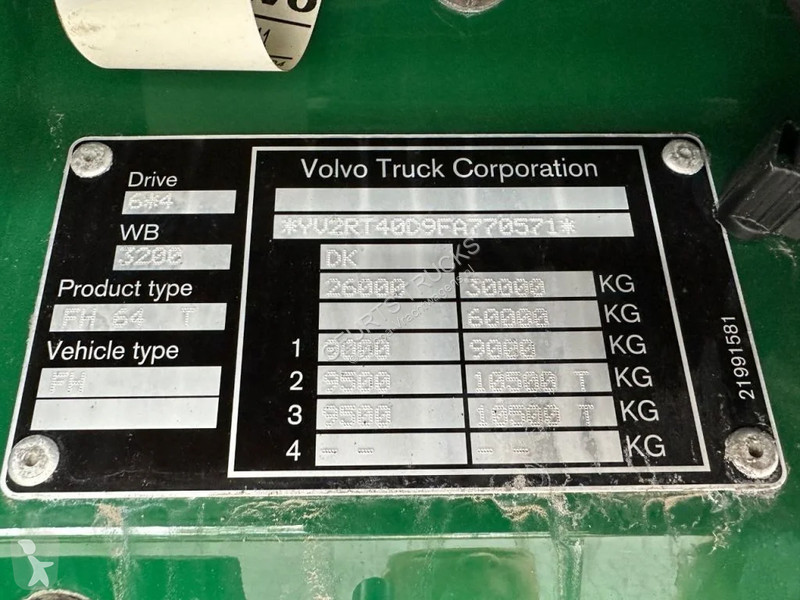 Volvo Truck Corporation
Drive
6*4
WB
3200
Product type
FH 64 T
Vehicle type
FH
*YV2RT40D9FA770571*
DK
26000 30000 KG
60000 KG
1 8000 9000 KG
2 9500 10500 T KG
3 9500 10500 T KG
4 -- -- KG
21991581